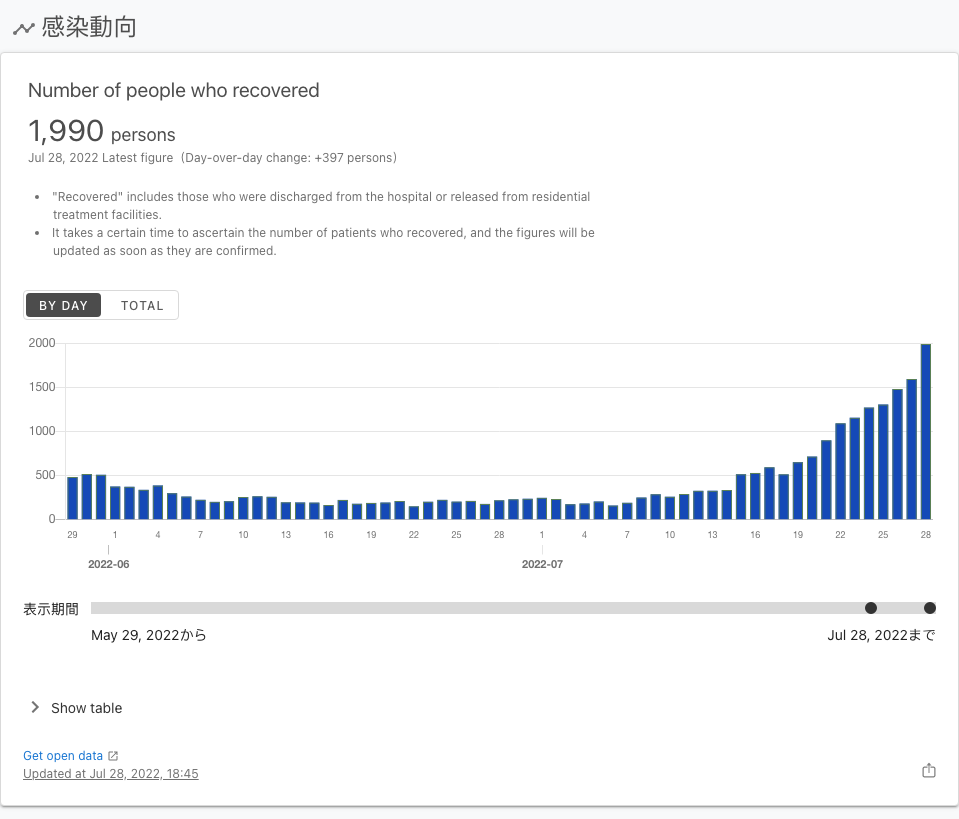 感染動向
Number of people who recovered
1,990 persons
Jul 28, 2022 Latest figure (Day-over-day change: +397 persons)
• "Recovered" includes those who were discharged from the hospital or released from residential
treatment facilities.
• It takes a certain time to ascertain the number of patients who recovered, and the figures will be
updated as soon as they are confirmed.
BY DAY TOTAL
2000
1500
1000
500
0
29 1 4 7 10 13 16 19 22 25 28 1 4 7 10 13 16 19 22 25 28
2022-06 2022-07
表示期間
May 29, 2022から Jul 28, 2022まで
Show table
Get open data
Updated at Jul 28, 2022, 18:45